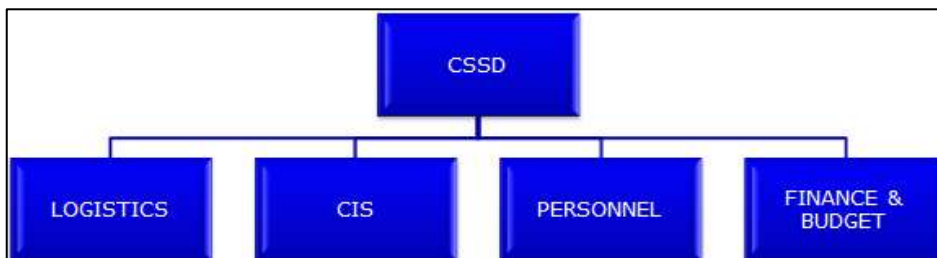 CSSD
LOGISTICS
CIS
PERSONNEL
FINANCE &
BUDGET